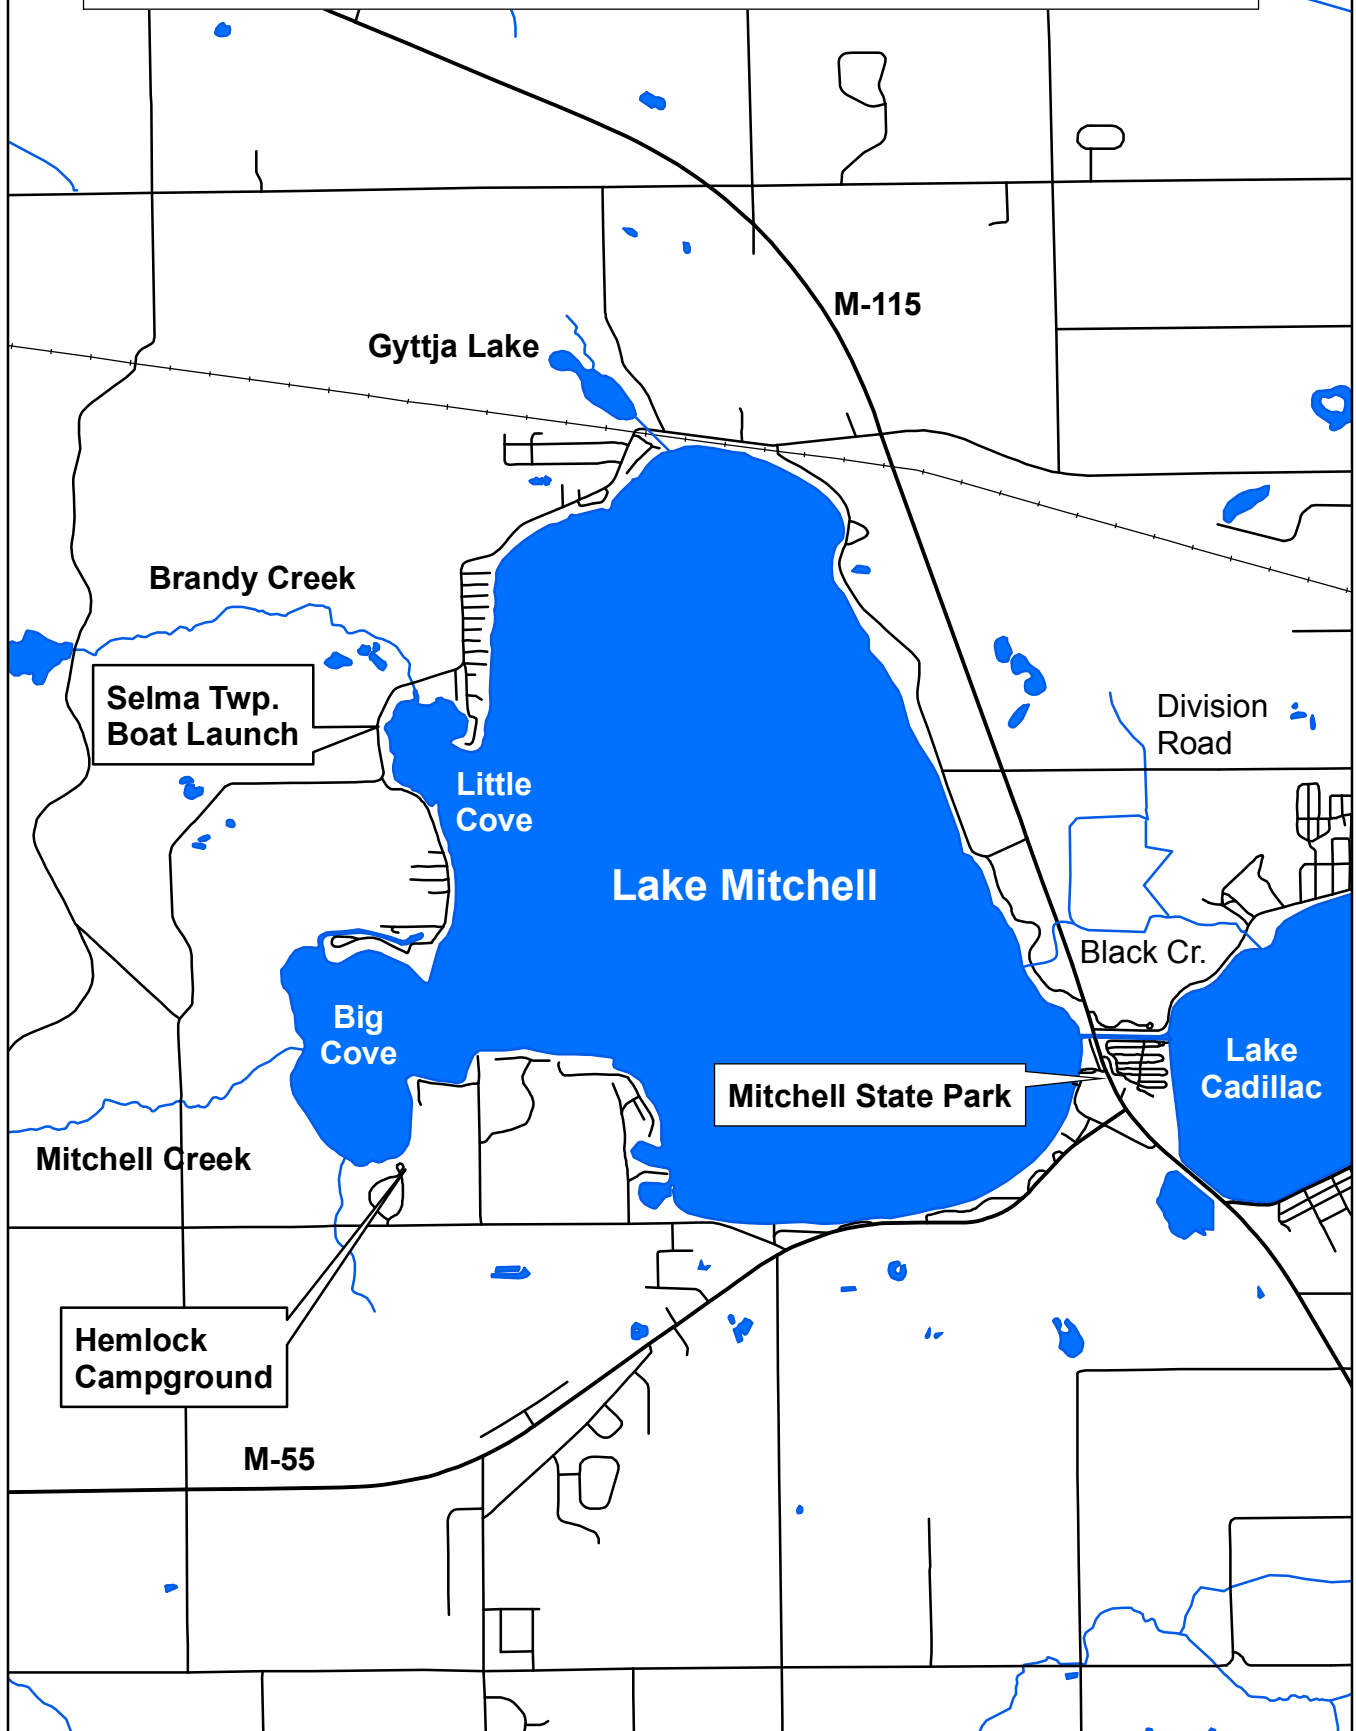 M-115
Gyttja Lake
Brandy Creek
Selma Twp.
Boat Launch
Division
Road
Little
Cove
Lake Mitchell
Black Cr.
Big
Cove
Lake
Cadillac
Mitchell State Park
Mitchell Creek
Hemlock
Campground
M-55